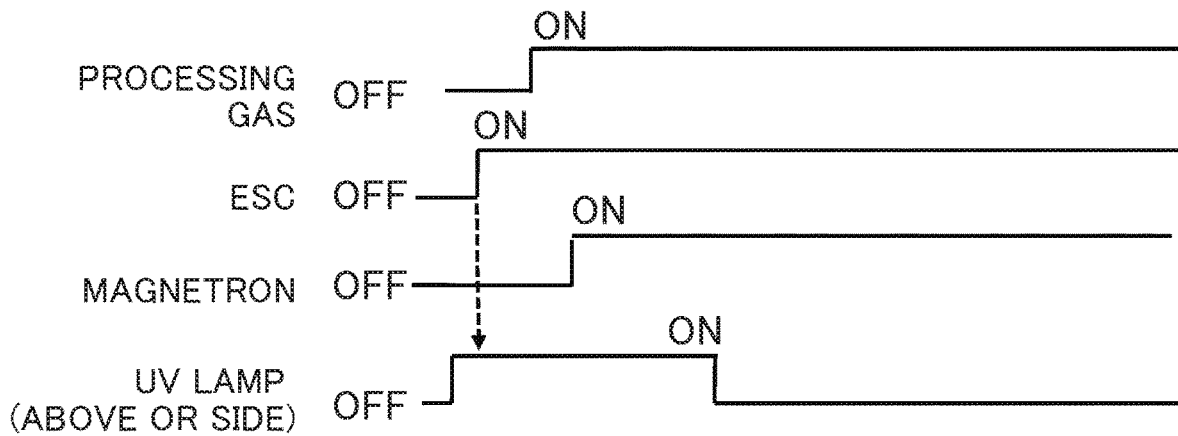 ON
PROCESSING
GAS
OFF
ON
ESC
OFF
ON
MAGNETRON
OFF
ON
UV LAMP
(ABOVE OR SIDE)
OFF